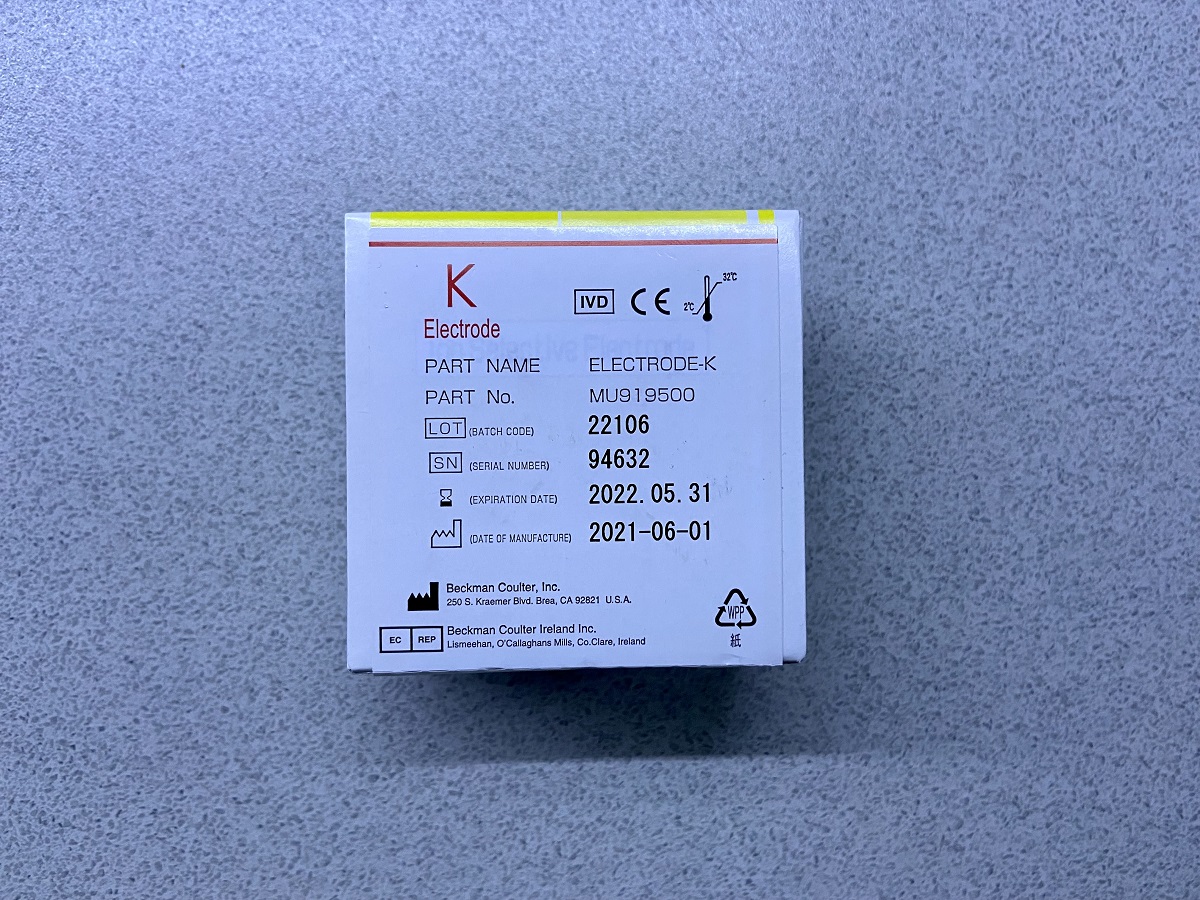 K
Electrode
IVD CE 2℃ 32℃
PART NAME ELECTRODE-K
PART No. MU919500
LOT (BATCH CODE) 22106
SN (SERIAL NUMBER) 94632
(EXPIRATION DATE) 2022.05.31
(DATE OF MANUFACTURE) 2021-06-01
Beckman Coulter, Inc.
250 S. Kraemer Blvd. Brea, CA 92821 U.S.A.
EC REP Beckman Coulter Ireland Inc.
Lismeehan, O'Callaghans Mills, Co.Clare, Ireland
WPP
紙